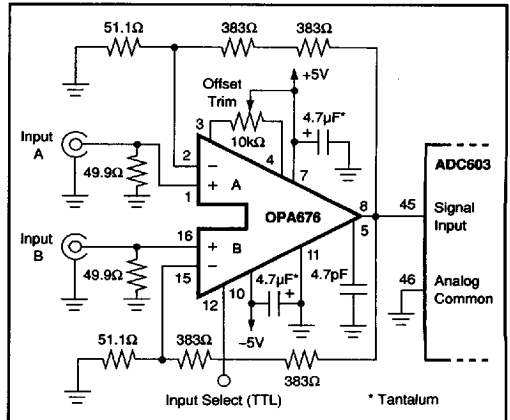 51.1Ω 383Ω 383Ω
+5V
Offset
Trim
Input
A
3
10kΩ
4
4.7µF*
+
7
2
−
ADC603
49.9Ω
+ A
1
8
45
Signal
Input
OPA676
5
Input
B
16
+ B
11
46
Analog
Common
49.9Ω
15
−
4.7µF*
+
4.7pF
12
10
51.1Ω
383Ω
−5V
383Ω
Input Select (TTL)
* Tantalum